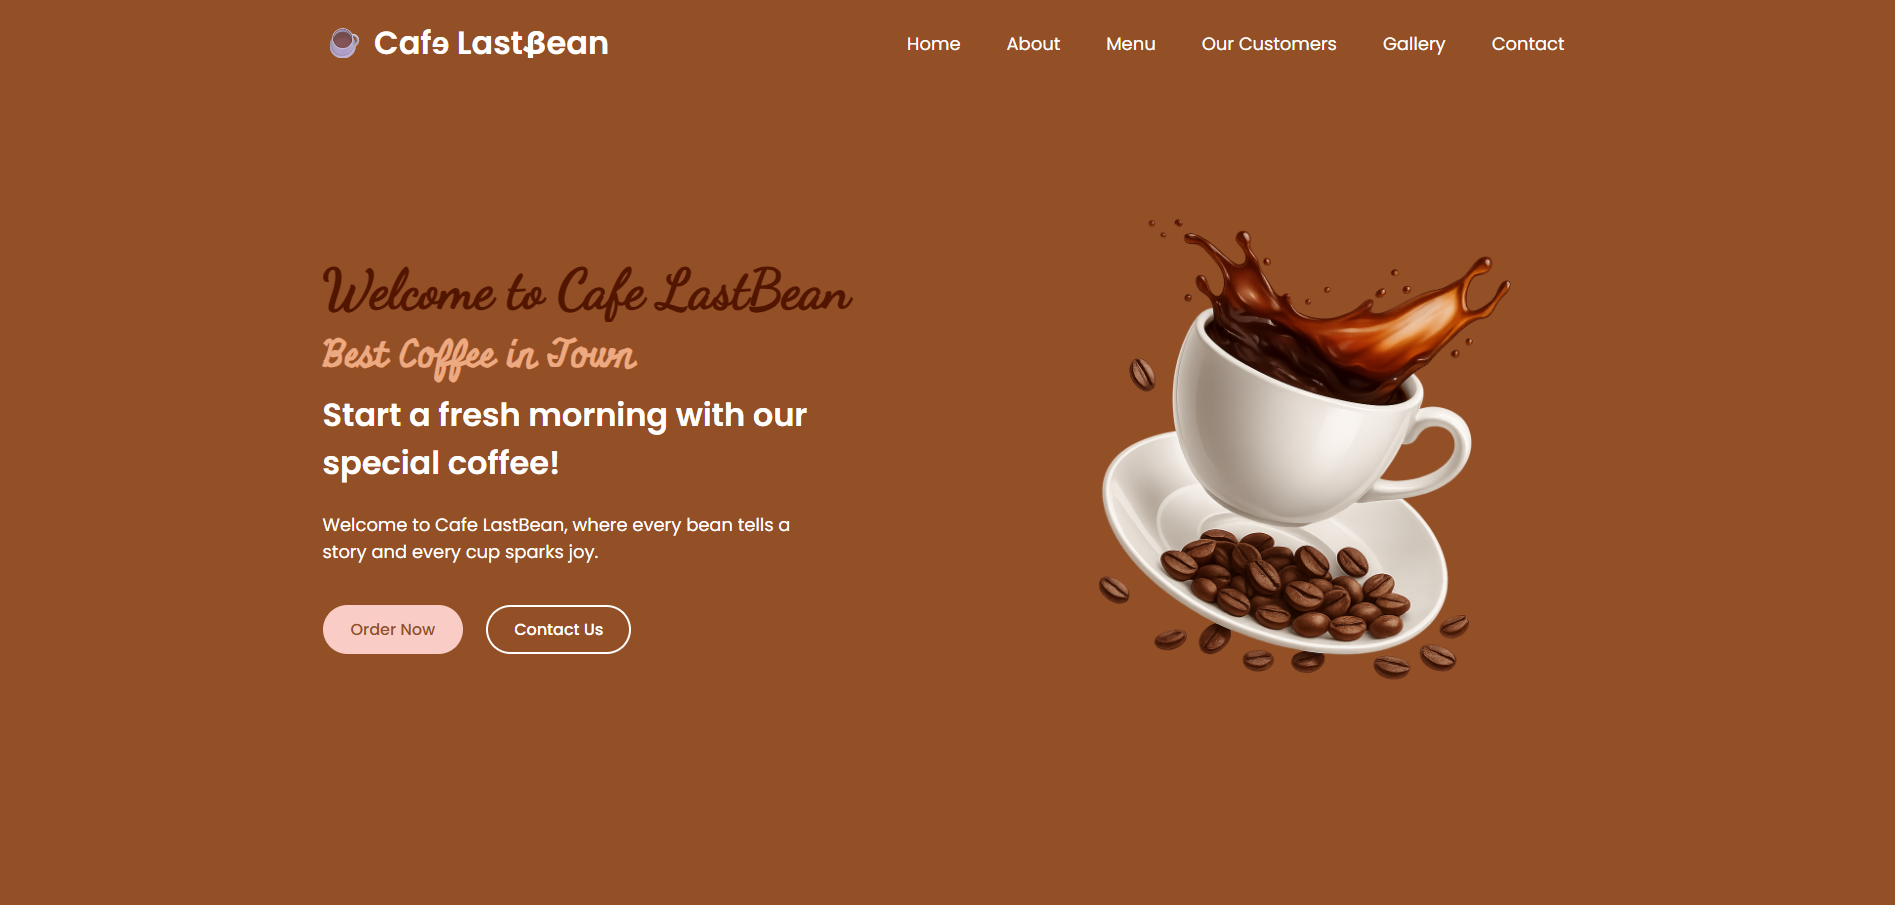 Cafɘ LastꞴean
Home About Menu Our Customers Gallery Contact
Welcome to Cafe LastBean
Best Coffee in Town
Start a fresh morning with our
special coffee!
Welcome to Cafe LastBean, where every bean tells a
story and every cup sparks joy.
Order Now Contact Us